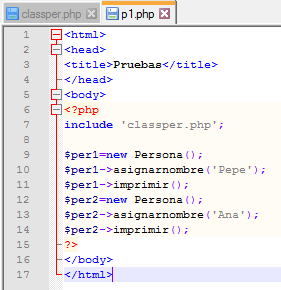 classper.php p1.php
1 <html>
2 <head>
3 <title>Pruebas</title>
4 </head>
5 <body>
6 <?php
7 include 'classper.php';
8
9 $per1=new Persona();
10 $per1->asignarnombre('Pepe');
11 $per1->imprimir();
12 $per2=new Persona();
13 $per2->asignarnombre('Ana');
14 $per2->imprimir();
15 ?>
16 </body>
17 </html>